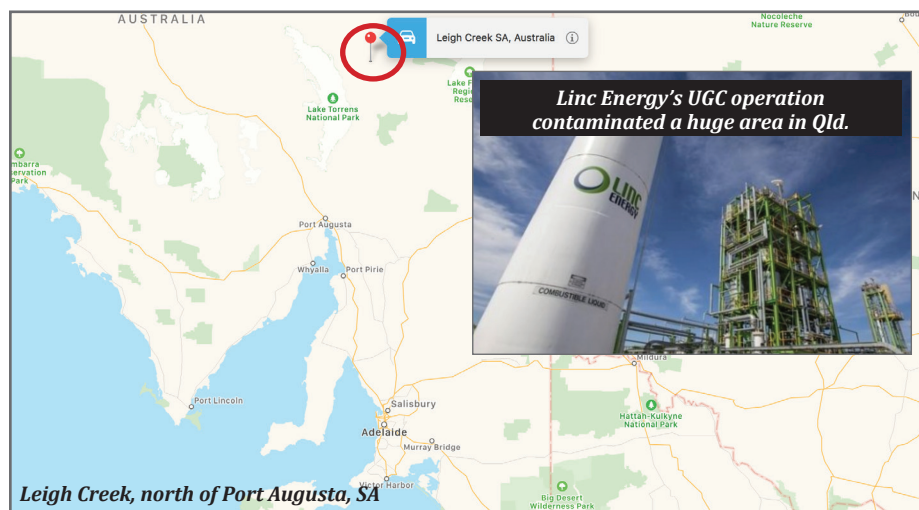 AUSTRALIA
Nocoleche
Nature Reserve
Leigh Creek SA, Australia
Lake Torrens
National Park
Linc Energy’s UGC operation
contaminated a huge area in Qld.
LINC
ENERGY
COMBUSTIBLE LIQUID
Park
Port Augusta
Whyalla
Port Pirie
Mildura
Port Lincoln
Salisbury
Adelaide
Murray Bridge
Hattah-Kulkyne
National Park
Victor Harbor
Big Desert
Wilderness Park
Leigh Creek, north of Port Augusta, SA